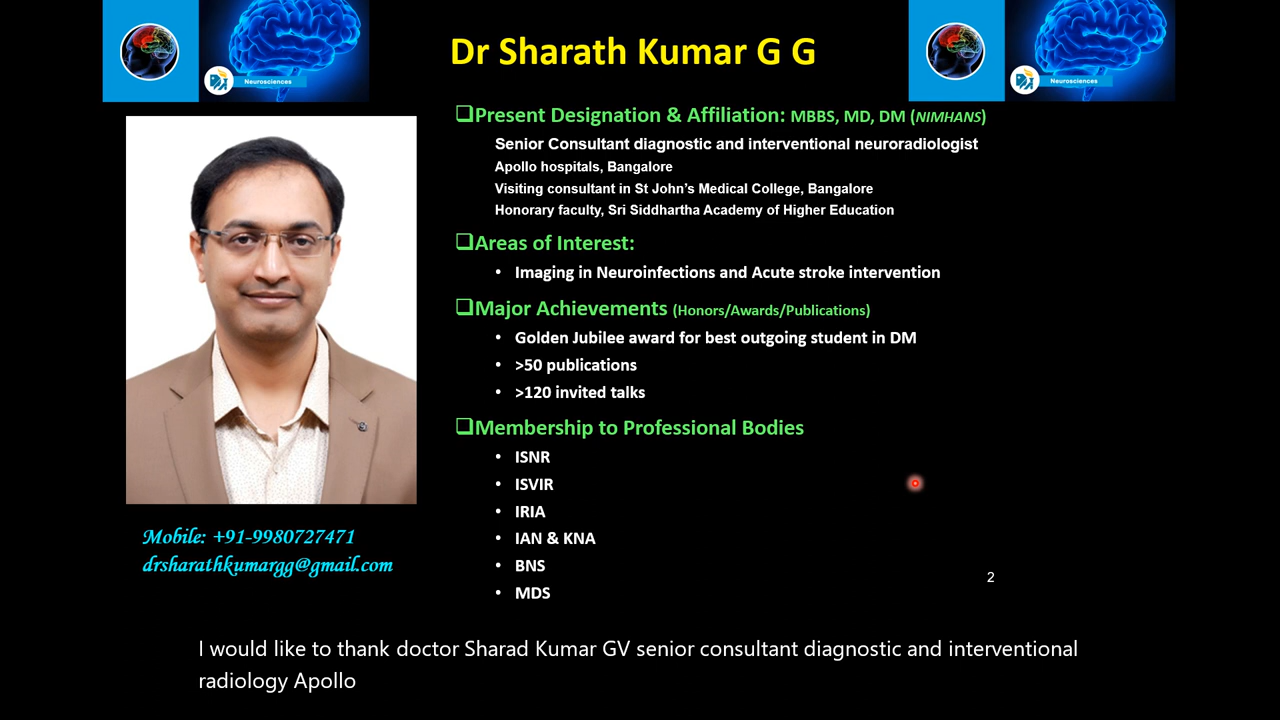 Dr Sharath Kumar G G
Neurosciences
Neurosciences
❑Present Designation & Affiliation: MBBS, MD, DM (NIMHANS)
Senior Consultant diagnostic and interventional neuroradiologist
Apollo hospitals, Bangalore
Visiting consultant in St John’s Medical College, Bangalore
Honorary faculty, Sri Siddhartha Academy of Higher Education
❑Areas of Interest:
• Imaging in Neuroinfections and Acute stroke intervention
❑Major Achievements (Honors/Awards/Publications)
• Golden Jubilee award for best outgoing student in DM
• >50 publications
• >120 invited talks
❑Membership to Professional Bodies
• ISNR
• ISVIR
• IRIA
• IAN & KNA
• BNS
• MDS
Mobile: +91-9980727471
drsharathkumargg@gmail.com
2
I would like to thank doctor Sharad Kumar GV senior consultant diagnostic and interventional
radiology Apollo